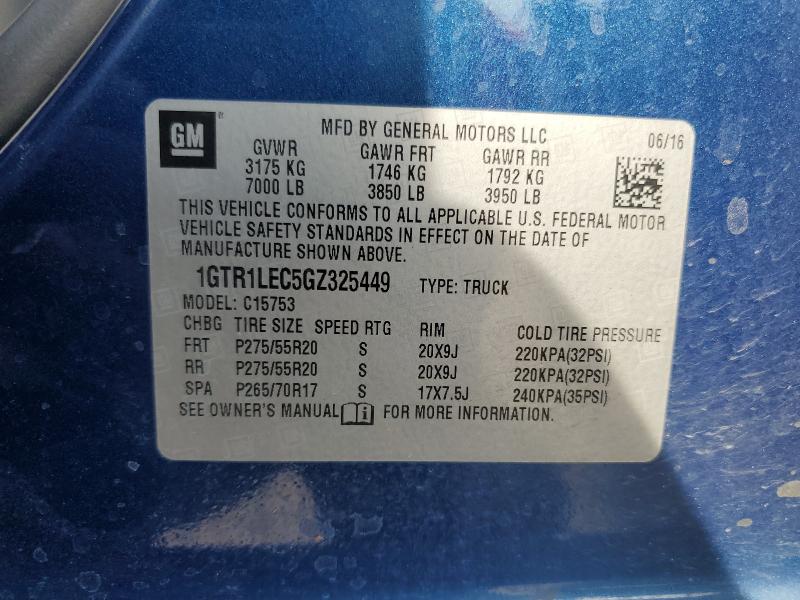 GM
MFD BY GENERAL MOTORS LLC
06/16
GVWR GAWR FRT GAWR RR
3175 KG 1746 KG 1792 KG
7000 LB 3850 LB 3950 LB
THIS VEHICLE CONFORMS TO ALL APPLICABLE U.S. FEDERAL MOTOR
VEHICLE SAFETY STANDARDS IN EFFECT ON THE DATE OF
MANUFACTURE SHOWN ABOVE.
1GTR1LEC5GZ325449 TYPE: TRUCK
MODEL: C15753
CHBG TIRE SIZE SPEED RTG RIM COLD TIRE PRESSURE
FRT P275/55R20 S 20X9J 220KPA(32PSI)
RR P275/55R20 S 20X9J 220KPA(32PSI)
SPA P265/70R17 S 17X7.5J 240KPA(35PSI)
SEE OWNER'S MANUAL i FOR MORE INFORMATION.